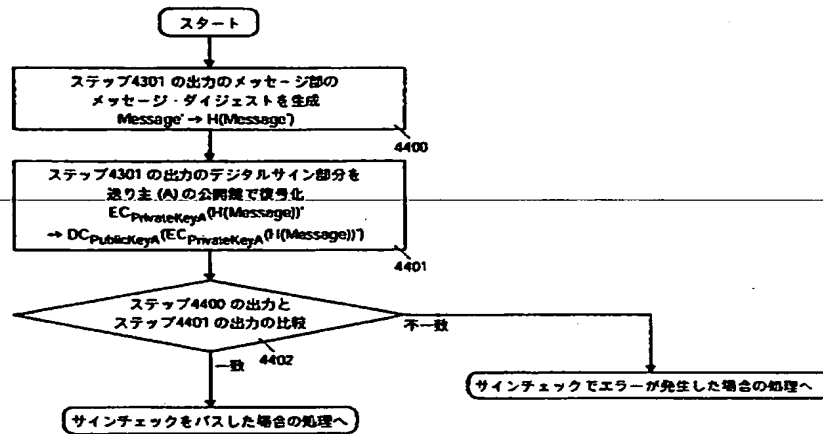 スタート
ステップ4301 の出力のメッセージ部の
メッセージ・ダイジェストを生成
Message* → H(Message*)
4400
ステップ4301 の出力のデジタルサイン部分を
送り主 (A) の公開鍵で復号化
EC_PrivateKeyA(H(Message))*
→ DC_PublicKeyA(EC_PrivateKeyA(H(Message))*)
4401
ステップ4400 の出力と
ステップ4401 の出力の比較
4402
不一致
一致
サインチェックでエラーが発生した場合の処理へ
サインチェックをパスした場合の処理へ